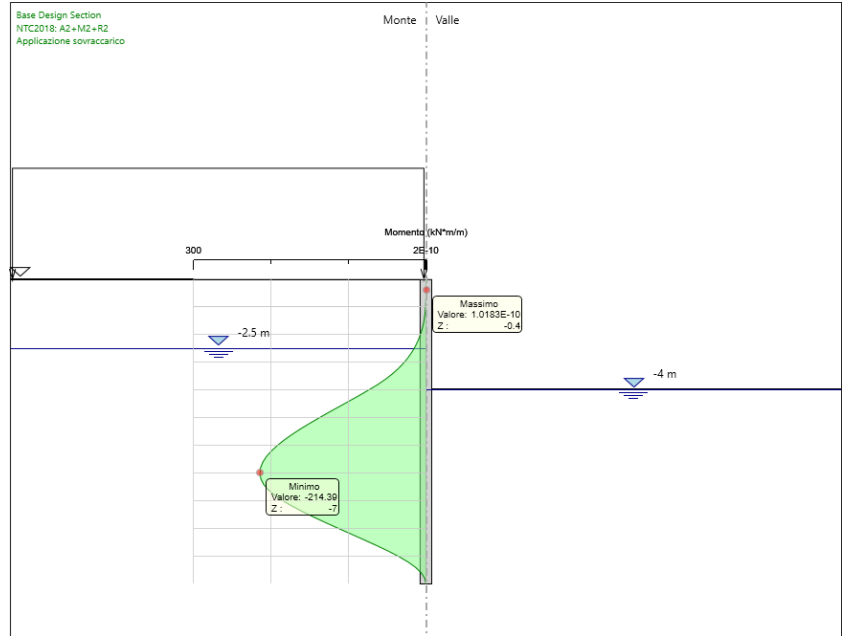 Base Design Section
NTC2018: A2+M2+R2
Applicazione sovraccarico
Monte
Valle
Momento (kN*m/m)
300
2E-10
Massimo
Valore: 1.0183E-10
Z : -0.4
-2.5 m
-4 m
Minimo
Valore: -214.39
Z : -7